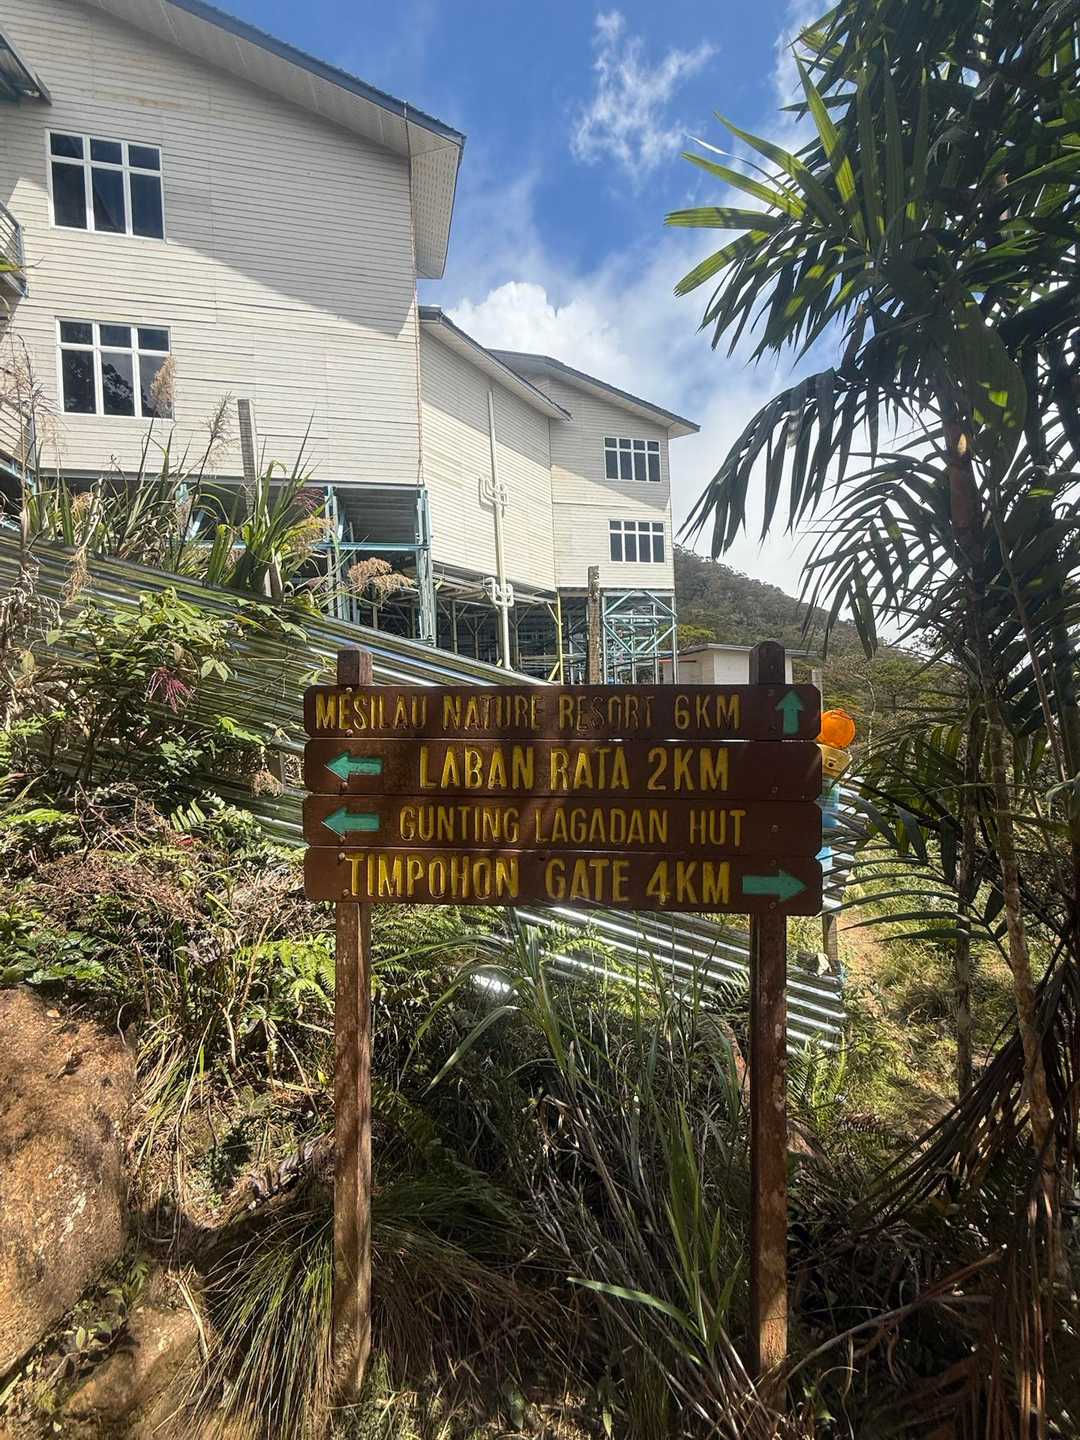 MESILAU NATURE RESORT 6KM
LABAN RATA 2KM
GUNTING LAGADAN HUT
TIMPOHON GATE 4KM